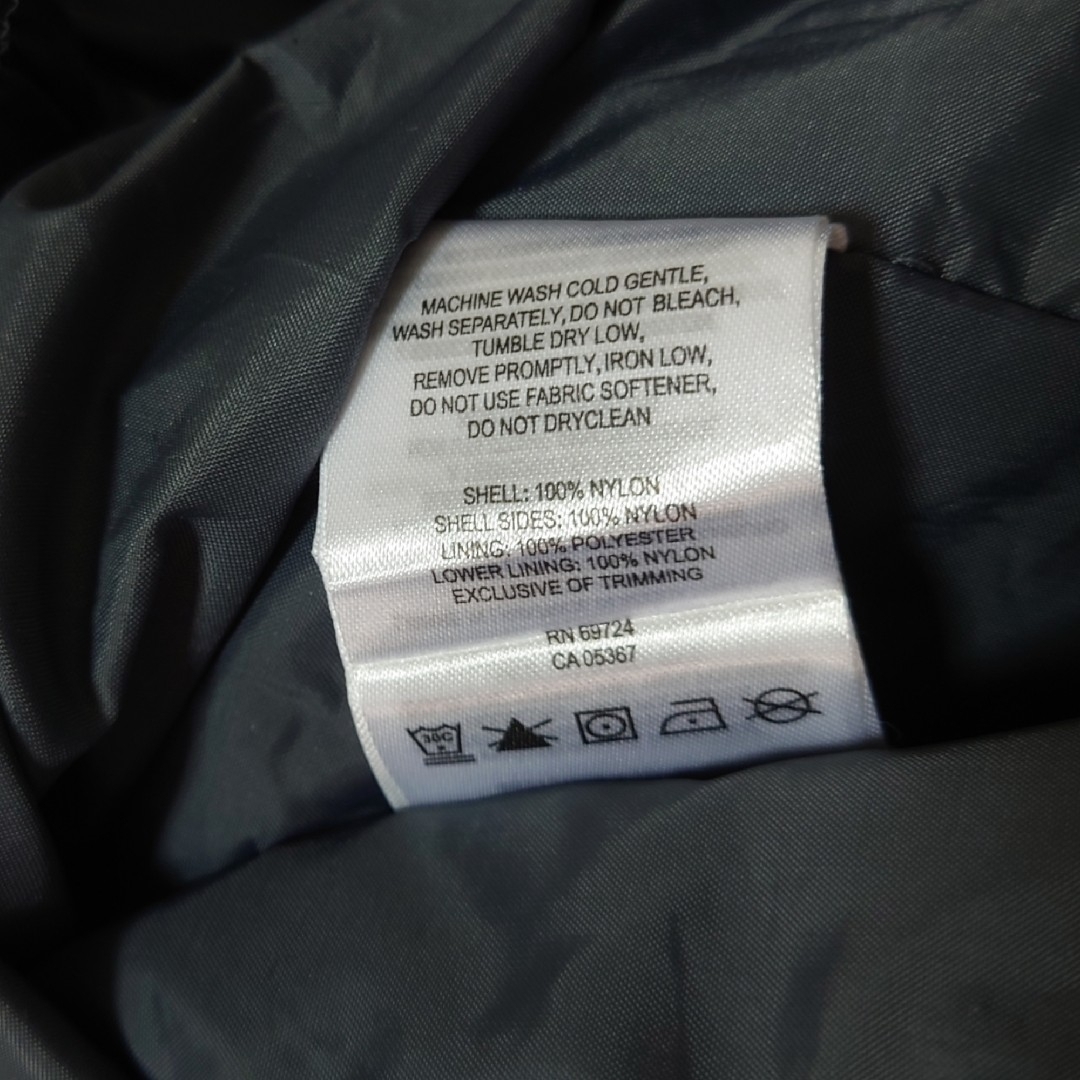 MACHINE WASH COLD GENTLE,
WASH SEPARATELY, DO NOT BLEACH,
TUMBLE DRY LOW,
REMOVE PROMPTLY, IRON LOW,
DO NOT USE FABRIC SOFTENER,
DO NOT DRYCLEAN
SHELL: 100% NYLON
SHELL SIDES: 100% NYLON
LINING: 100% POLYESTER
LOWER LINING: 100% NYLON
EXCLUSIVE OF TRIMMING
RN 69724
CA 05367
30C